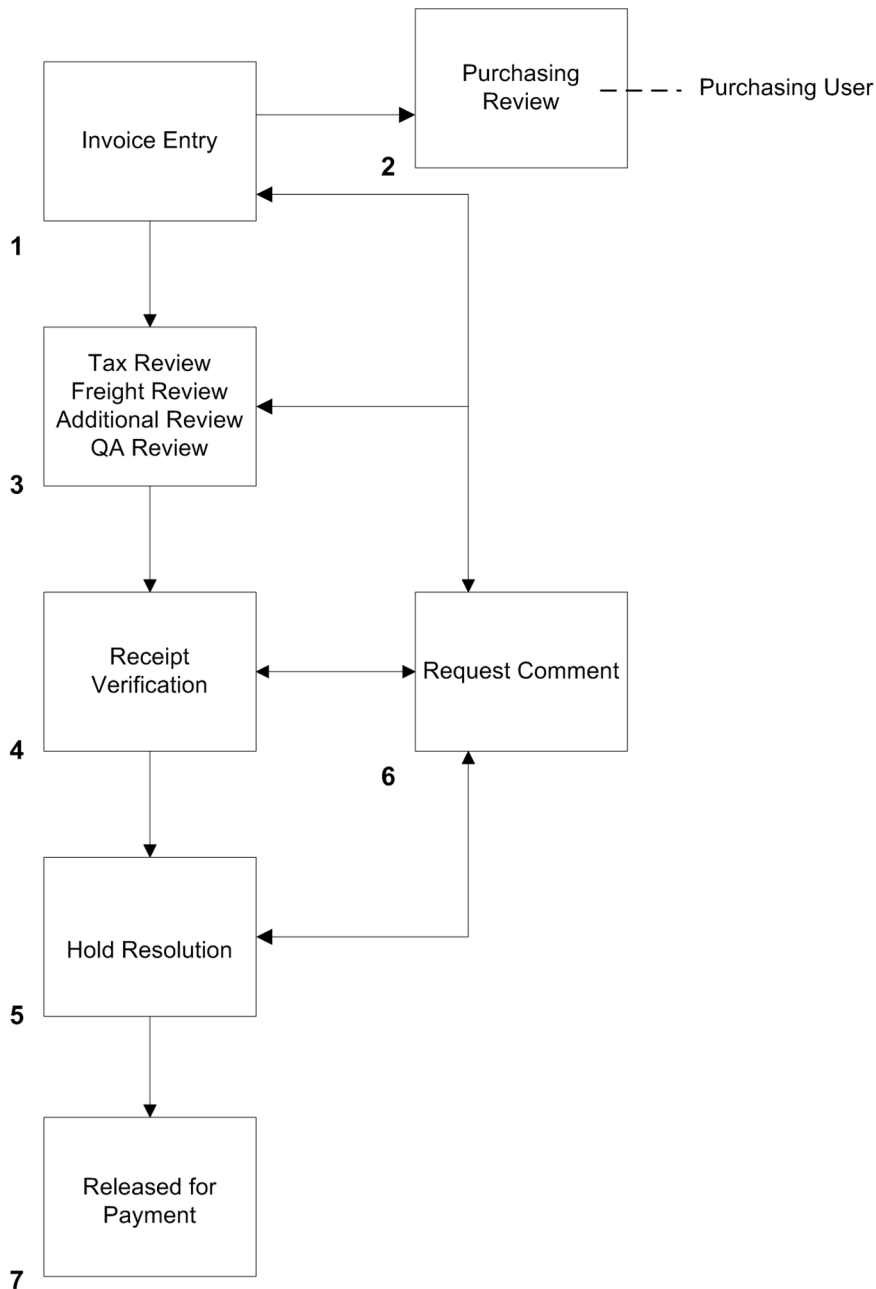 Invoice Entry
1
Purchasing
Review
Purchasing User
2
Tax Review
Freight Review
Additional Review
QA Review
3
Receipt
Verification
4
Request Comment
6
Hold Resolution
5
Released for
Payment
7